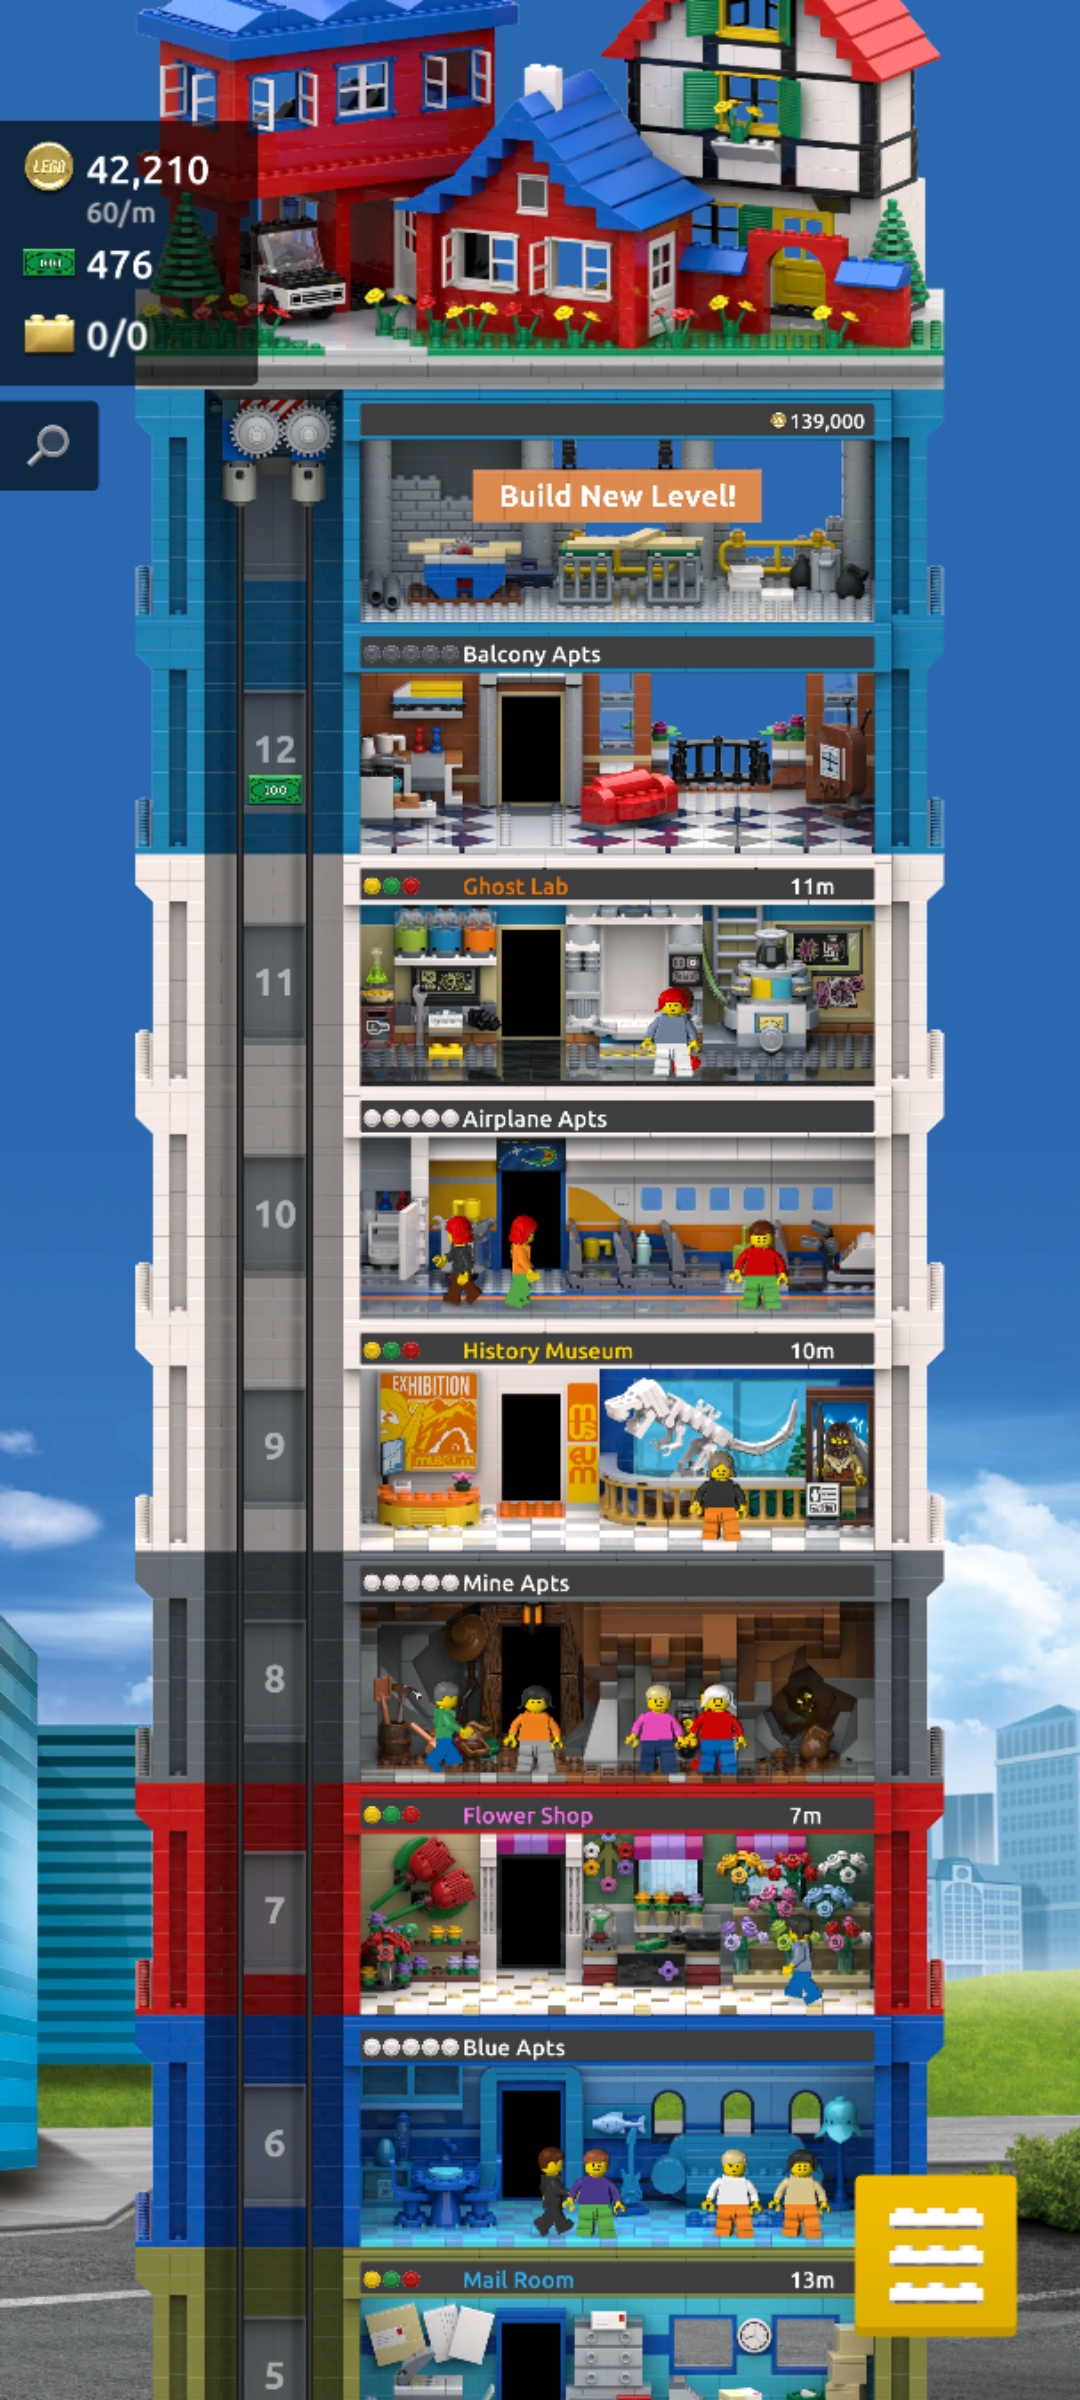 LEGO 42,210
60/m
476
0/0
139,000
Build New Level!
Balcony Apts
12
100
Ghost Lab 11m
11
Airplane Apts
10
History Museum 10m
EXHIBITION
museum
mus
eum
9
Mine Apts
8
Flower Shop 7m
7
Blue Apts
6
Mail Room 13m
5